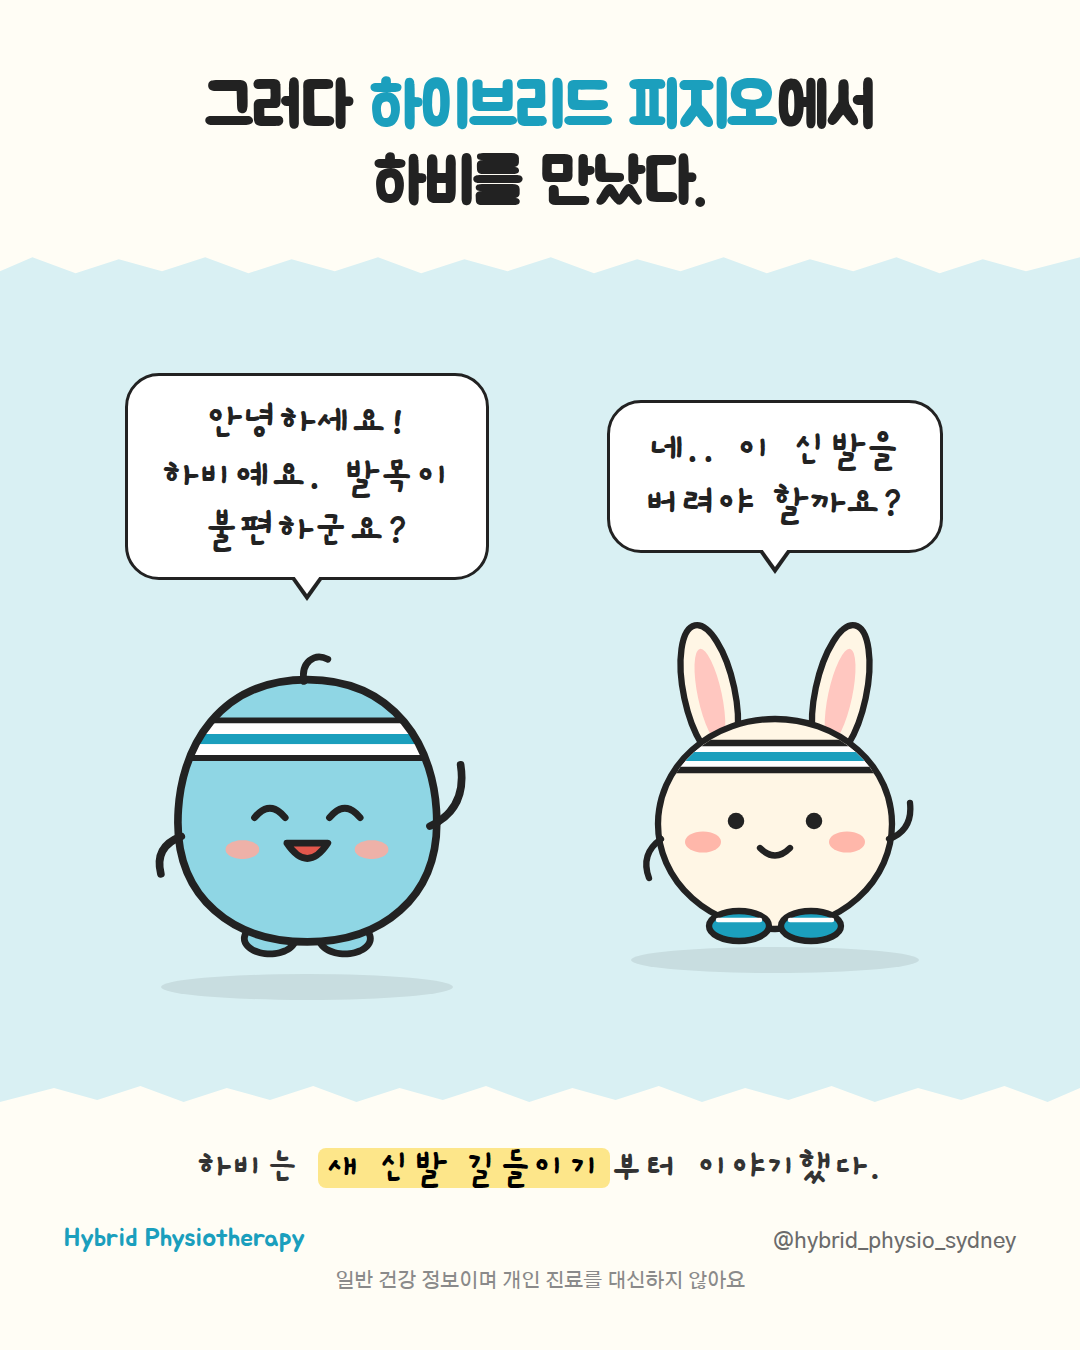 그러다 하이브리드 피지오에서
하비를 만났다.
안녕하세요!
하비예요. 발목이
불편하군요?
네.. 이 신발을
버려야 할까요?
하비는 새 신발 길들이기부터 이야기했다.
Hybrid Physiotherapy
@hybrid_physio_sydney
일반 건강 정보이며 개인 진료를 대신하지 않아요